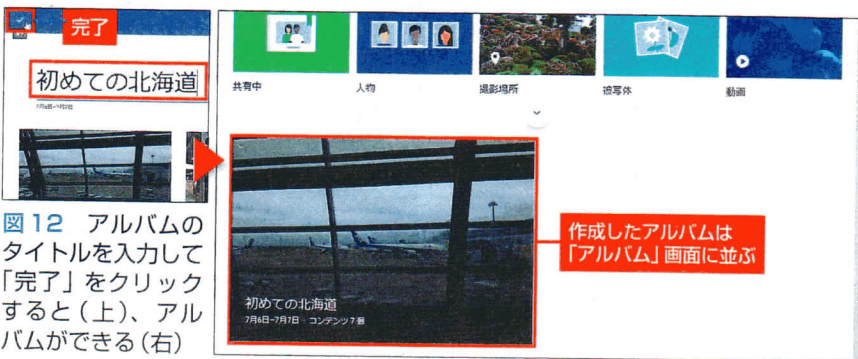 完了
初めての北海道
7月6日-7月7日
図12 アルバムの
タイトルを入力して
「完了」をクリック
すると（上）、アル
バムができる（右）
共有中
人物
撮影場所
被写体
動画
初めての北海道
7月6日-7月7日 · コンテンツ7個
作成したアルバムは
「アルバム」画面に並ぶ